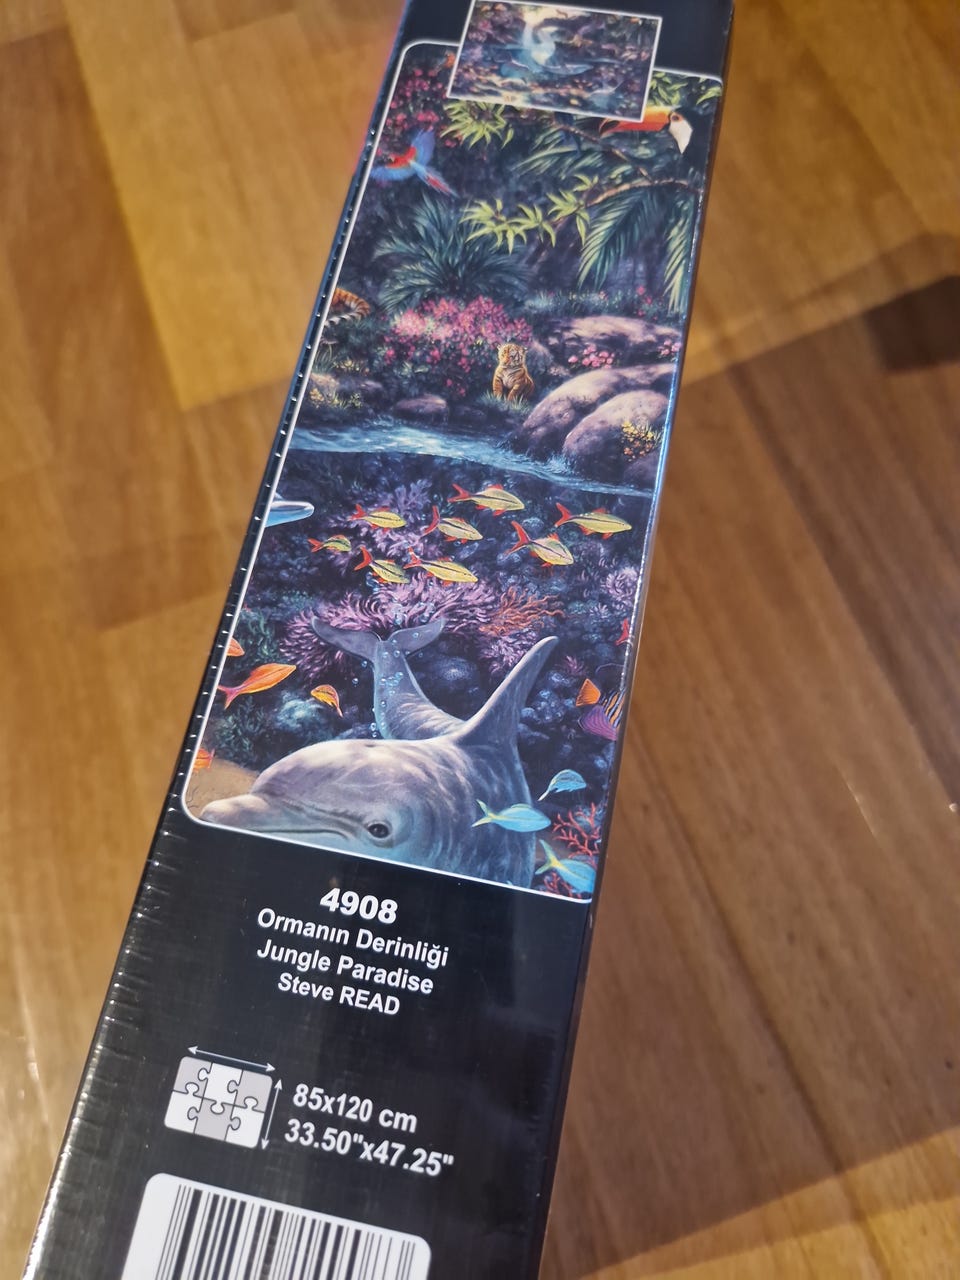 4908
Ormanın Derinliği
Jungle Paradise
Steve READ
85x120 cm
33.50"x47.25"